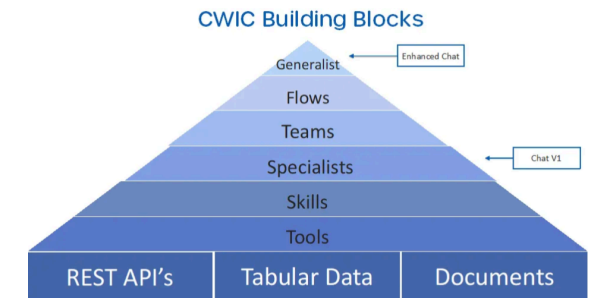 CWIC Building Blocks
Generalist
Enhanced Chat
Flows
Teams
Specialists
Chat V1
Skills
Tools
REST API's
Tabular Data
Documents